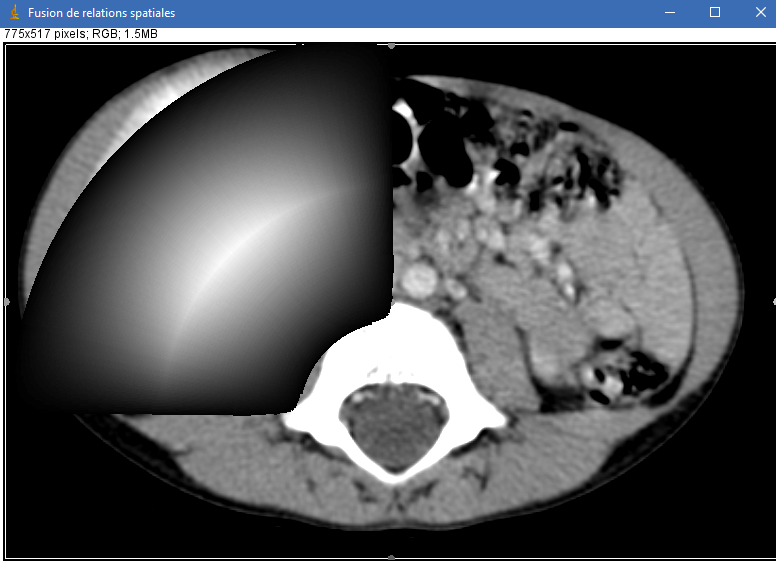 Fusion de relations spatiales
775x517 pixels; RGB; 1.5MB